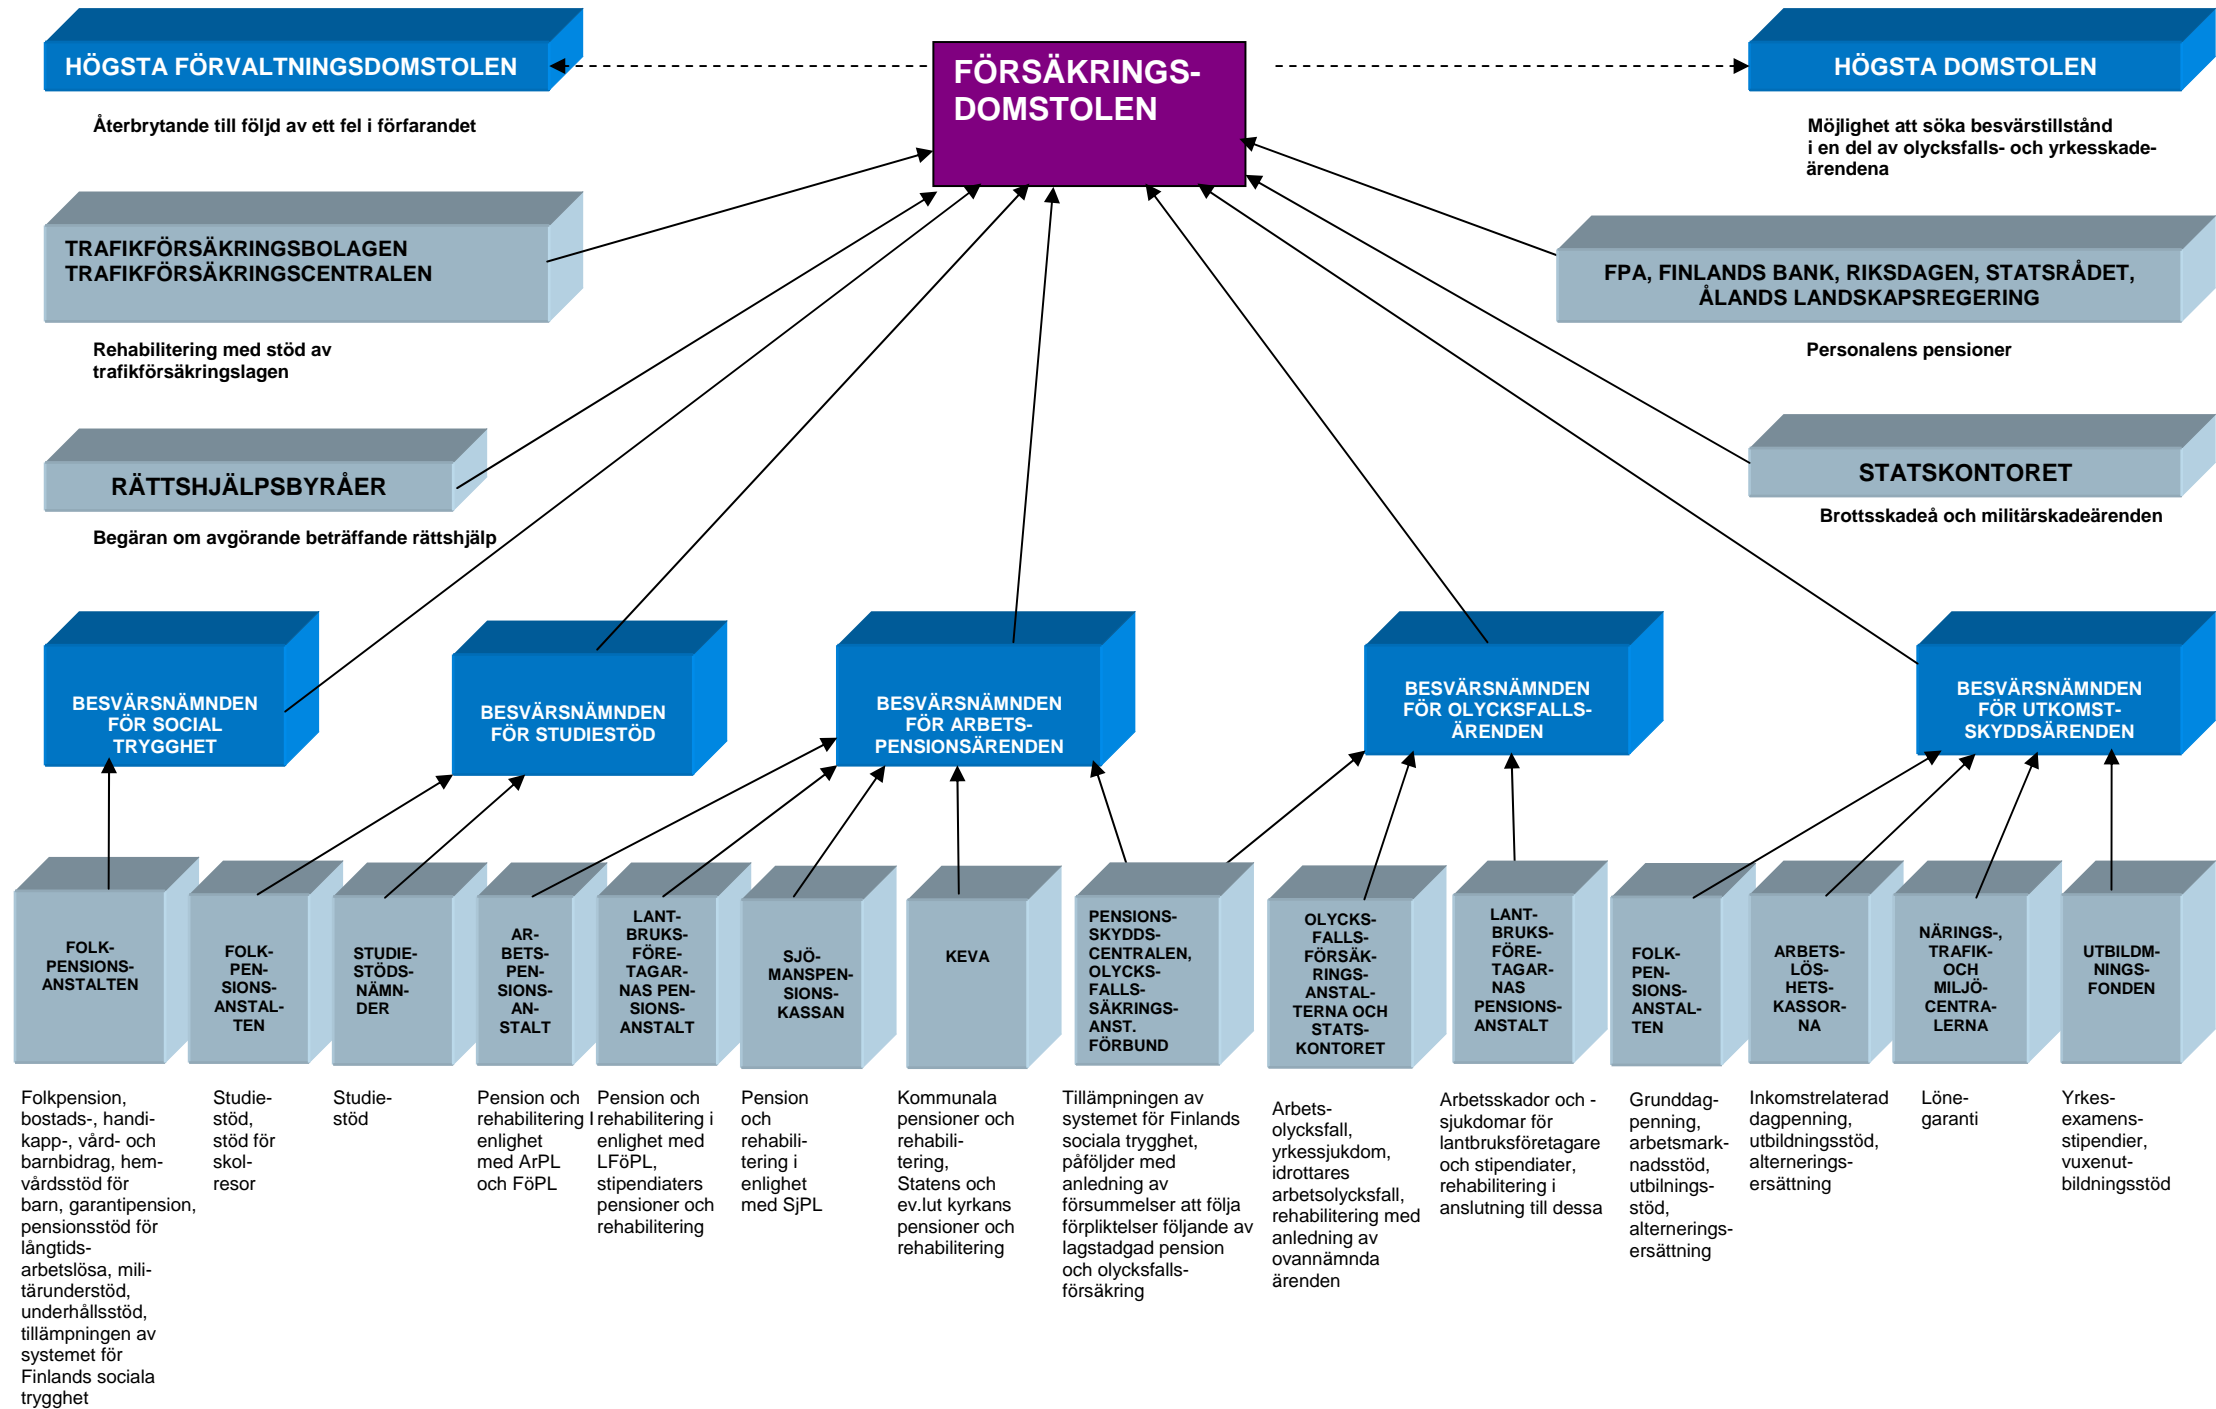 HÖGSTA FÖRVALTNINGSDOMSTOLEN
Återbrytande till följd av ett fel i förfarandet
FÖRSÄKRINGS-
DOMSTOLEN
HÖGSTA DOMSTOLEN
Möjlighet att söka besvärstillstånd
i en del av olycksfalls- och yrkesskade-
ärendena
TRAFIKFÖRSÄKRINGSBOLAGEN
TRAFIKFÖRSÄKRINGSCENTRALEN
Rehabilitering med stöd av
trafikförsäkringslagen
FPA, FINLANDS BANK, RIKSDAGEN, STATSRÅDET,
ÅLANDS LANDSKAPSREGERING
Personalens pensioner
RÄTTSHJÄLPSBYRÅER
Begäran om avgörande beträffande rättshjälp
STATSKONTORET
Brottsskadeå och militärskadeärenden
BESVÄRSNÄMNDEN
FÖR SOCIAL
TRYGGHET
BESVÄRSNÄMNDEN
FÖR STUDIESTÖD
BESVÄRSNÄMNDEN
FÖR ARBETS-
PENSIONSÄRENDEN
BESVÄRSNÄMNDEN
FÖR OLYCKSFALLS-
ÄRENDEN
BESVÄRSNÄMNDEN
FÖR UTKOMST-
SKYDDSÄRENDEN
FOLK-
PENSIONS-
ANSTALTEN
FOLK-
PEN-
SIONS-
ANSTAL-
TEN
STUDIE-
STÖDS-
NÄMN-
DER
AR-
BETS-
PEN-
SIONS-
AN-
STALT
LANT-
BRUKS-
FÖRE-
TAGAR-
NAS PEN-
SIONS-
ANSTALT
SJÖ-
MANSPEN-
SIONS-
KASSAN
KEVA
PENSIONS-
SKYDDS-
CENTRALEN,
OLYCKS-
FALLS-
SÄKRINGS-
ANST.
FÖRBUND
OLYCKS-
FALLS-
FÖRSÄK-
RINGS-
ANSTAL-
TERNA OCH
STATS-
KONTORET
LANT-
BRUKS-
FÖRE-
TAGAR-
NAS
PENSIONS-
ANSTALT
FOLK-
PEN-
SIONS-
ANSTAL-
TEN
ARBETS-
LÖS-
HETS-
KASSOR-
NA
NÄRINGS-,
TRAFIK-
OCH
MILJÖ-
CENTRA-
LERNA
UTBILDM-
NINGS-
FONDEN
Folkpension,
bostads-, handi-
kapp-, vård- och
barnbidrag, hem-
vårdsstöd för
barn, garantipension,
pensionsstöd för
långtids-
arbetslösa, mili-
tärunderstöd,
underhållsstöd,
tillämpningen av
systemet för
Finlands sociala
trygghet
Studie-
stöd,
stöd för
skol-
resor
Studie-
stöd
Pension och
rehabilitering I
enlighet
med ArPL
och FöPL
Pension och
rehabilitering i
enlighet med
LFöPL,
stipendiaters
pensioner och
rehabilitering
Pension
och
rehabili-
tering i
enlighet
med SjPL
Kommunala
pensioner och
rehabili-
tering,
Statens och
ev.lut kyrkans
pensioner och
rehabilitering
Tillämpningen av
systemet för Finlands
sociala trygghet,
påföljder med
anledning av
försummelser att följa
förpliktelser följande av
lagstadgad pension
och olycksfalls-
försäkring
Arbets-
olycksfall,
yrkessjukdom,
idrottares
arbetsolycksfall,
rehabilitering med
anledning av
ovannämnda
ärenden
Arbetsskador och -
sjukdomar för
lantbruksföretagare
och stipendiater,
rehabilitering i
anslutning till dessa
Grunddag-
penning,
arbetsmark-
nadsstöd,
utbilnings-
stöd,
alternerings-
ersättning
Inkomstrelaterad
dagpenning,
utbildningsstöd,
alternerings-
ersättning
Löne-
garanti
Yrkes-
examens-
stipendier,
vuxenut-
bildningsstöd